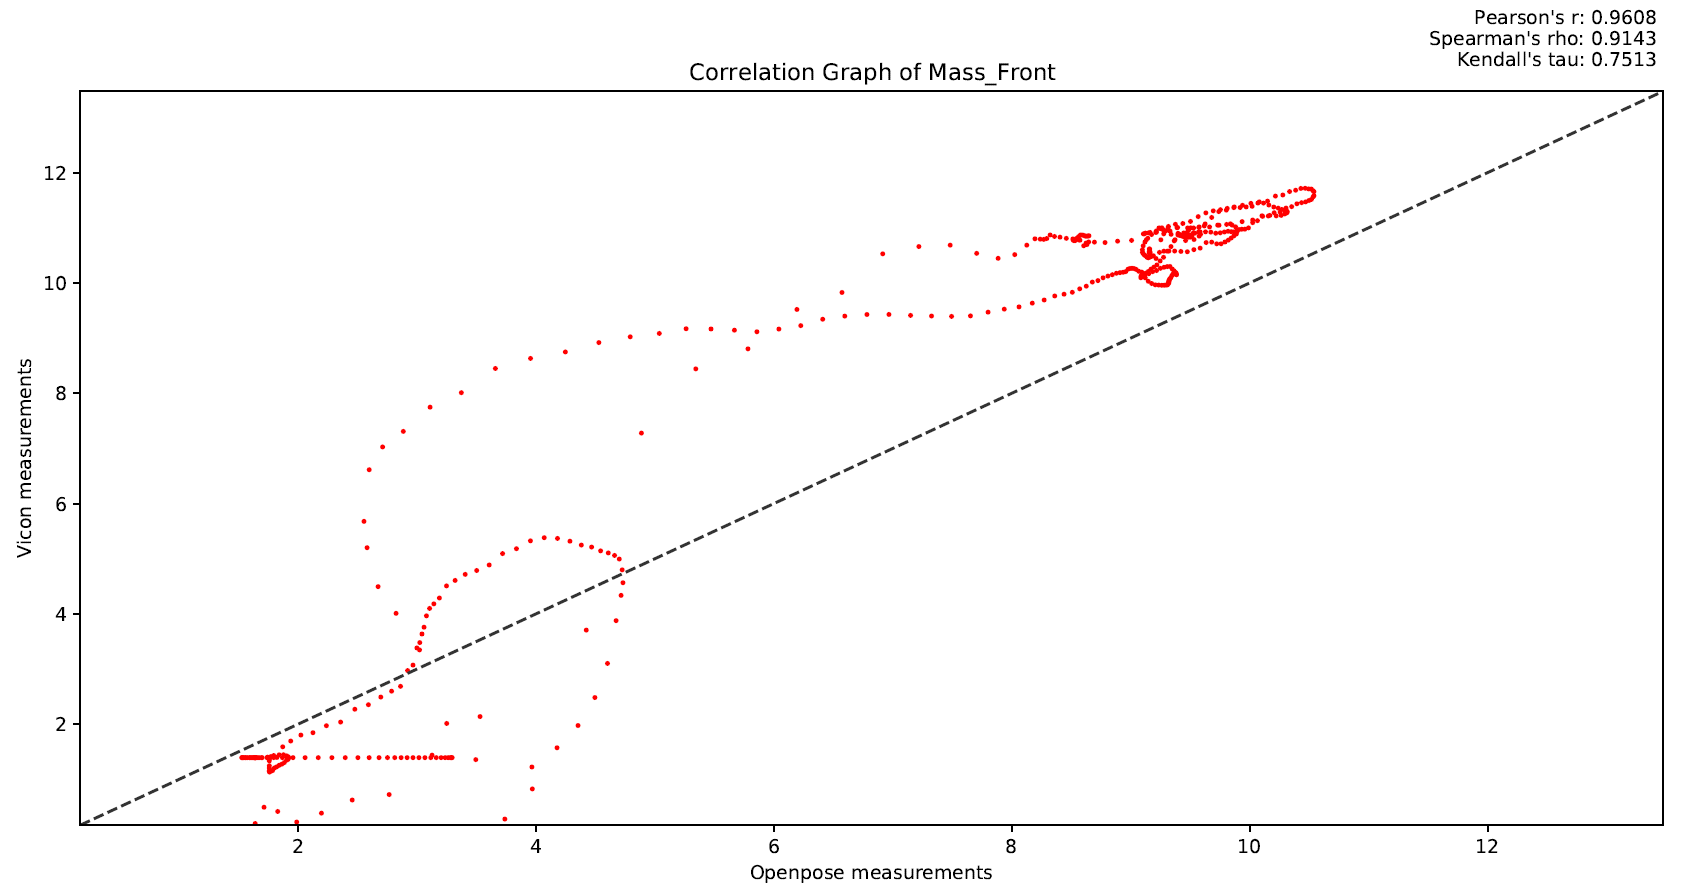 Pearson's r: 0.9608
Spearman's rho: 0.9143
Kendall's tau: 0.7513
Correlation Graph of Mass_Front
Vicon measurements
12
10
8
6
4
2
2 4 6 8 10 12
Openpose measurements